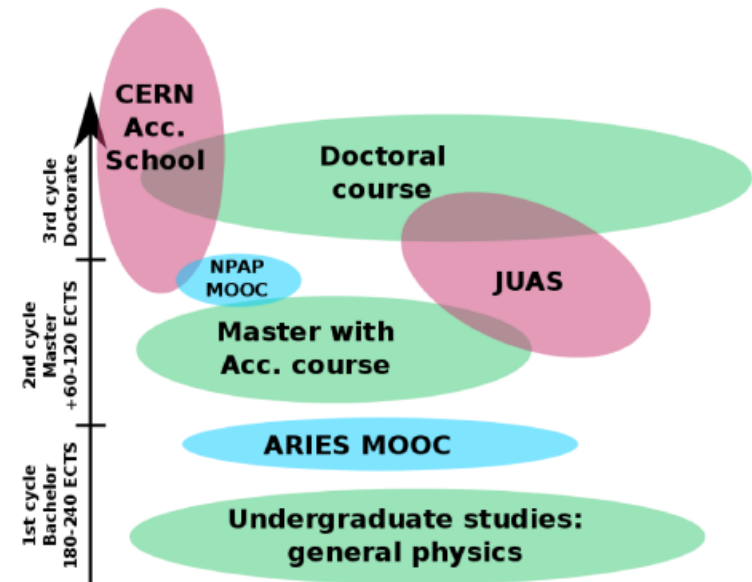 CERN
Acc.
School
Doctoral
course
3rd cycle
Doctorate
NPAP
MOOC
JUAS
Master with
Acc. course
2nd cycle
Master
+60-120 ECTS
ARIES MOOC
1st cycle
Bachelor
180-240 ECTS
Undergraduate studies:
general physics